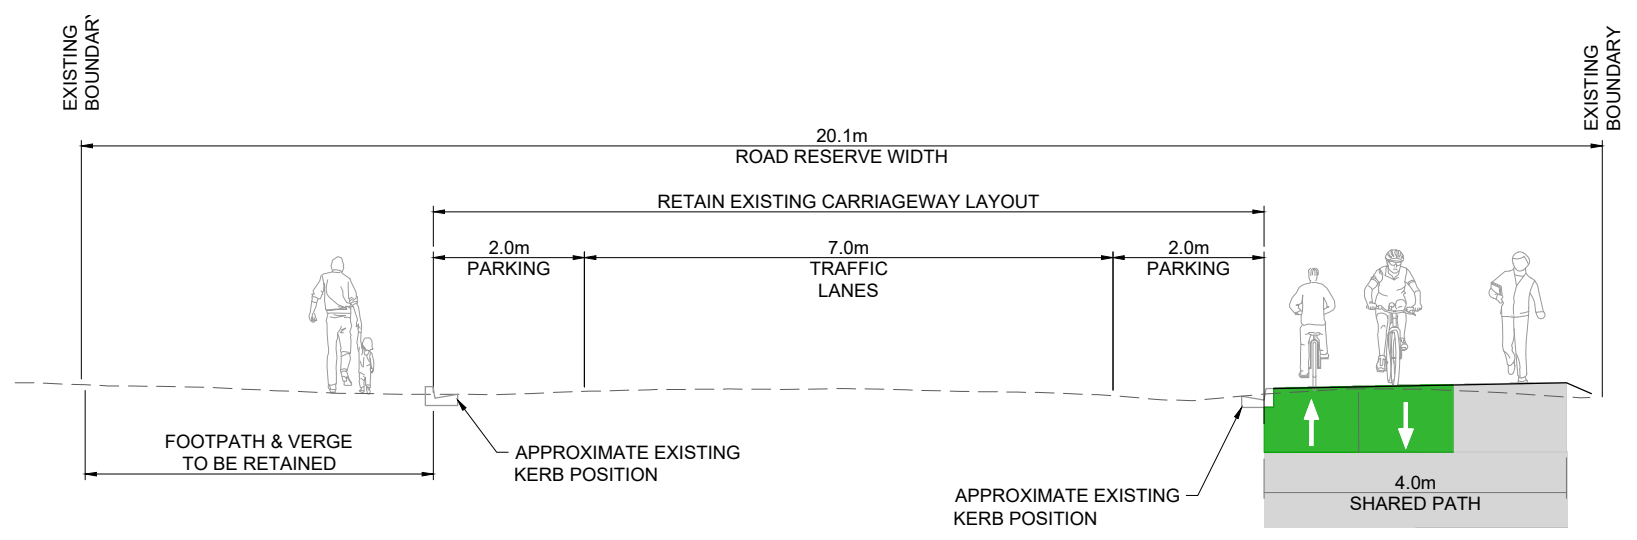 EXISTING
BOUNDARY
EXISTING
BOUNDARY
20.1m
ROAD RESERVE WIDTH
RETAIN EXISTING CARRIAGEWAY LAYOUT
2.0m
PARKING
7.0m
TRAFFIC
LANES
2.0m
PARKING
FOOTPATH & VERGE
TO BE RETAINED
APPROXIMATE EXISTING
KERB POSITION
APPROXIMATE EXISTING
KERB POSITION
4.0m
SHARED PATH